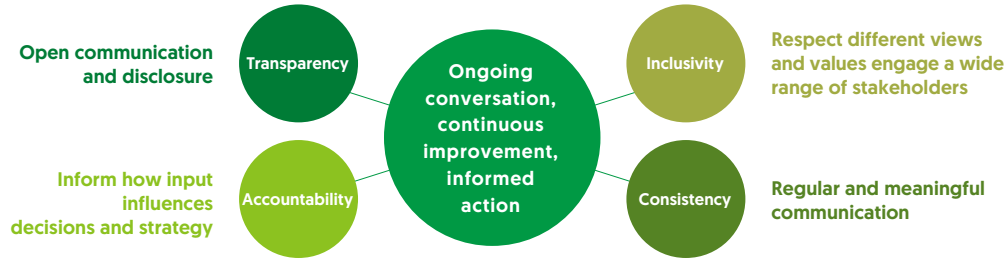 Open communication
and disclosure
Transparency
Accountability
Inform how input
influences
decisions and strategy
Ongoing
conversation,
continuous
improvement,
informed
action
Inclusivity
Respect different views
and values engage a wide
range of stakeholders
Consistency
Regular and meaningful
communication